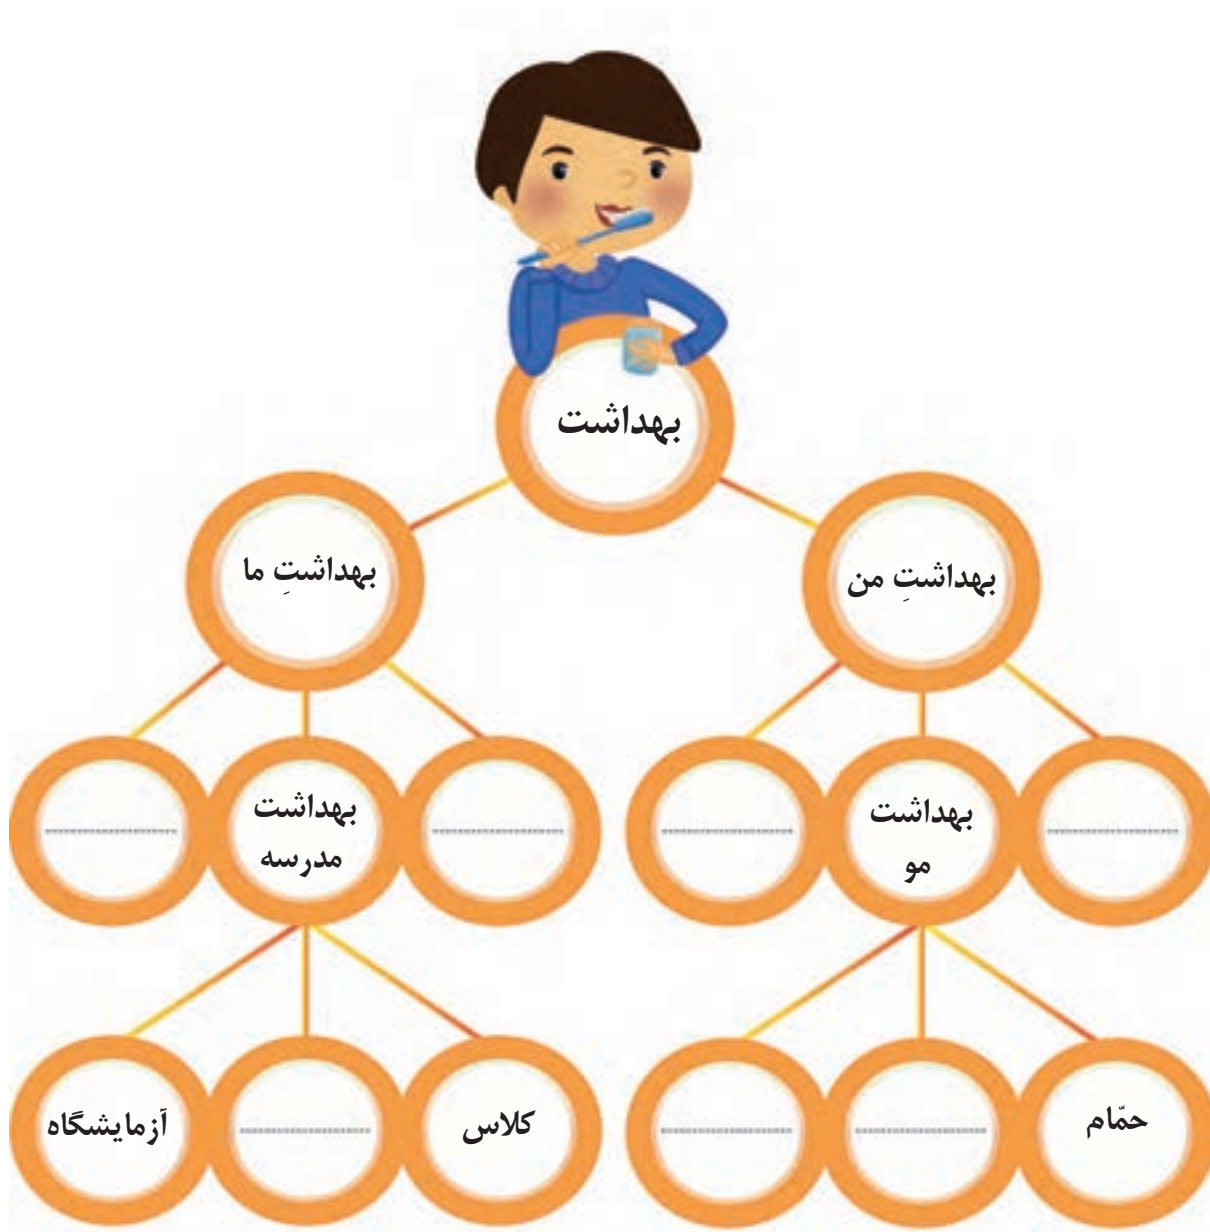 بهداشت
بهداشتِ من
بهداشتِ ما
بهداشت
مو
بهداشت
مدرسه
حمّام
کلاس
آزمایشگاه